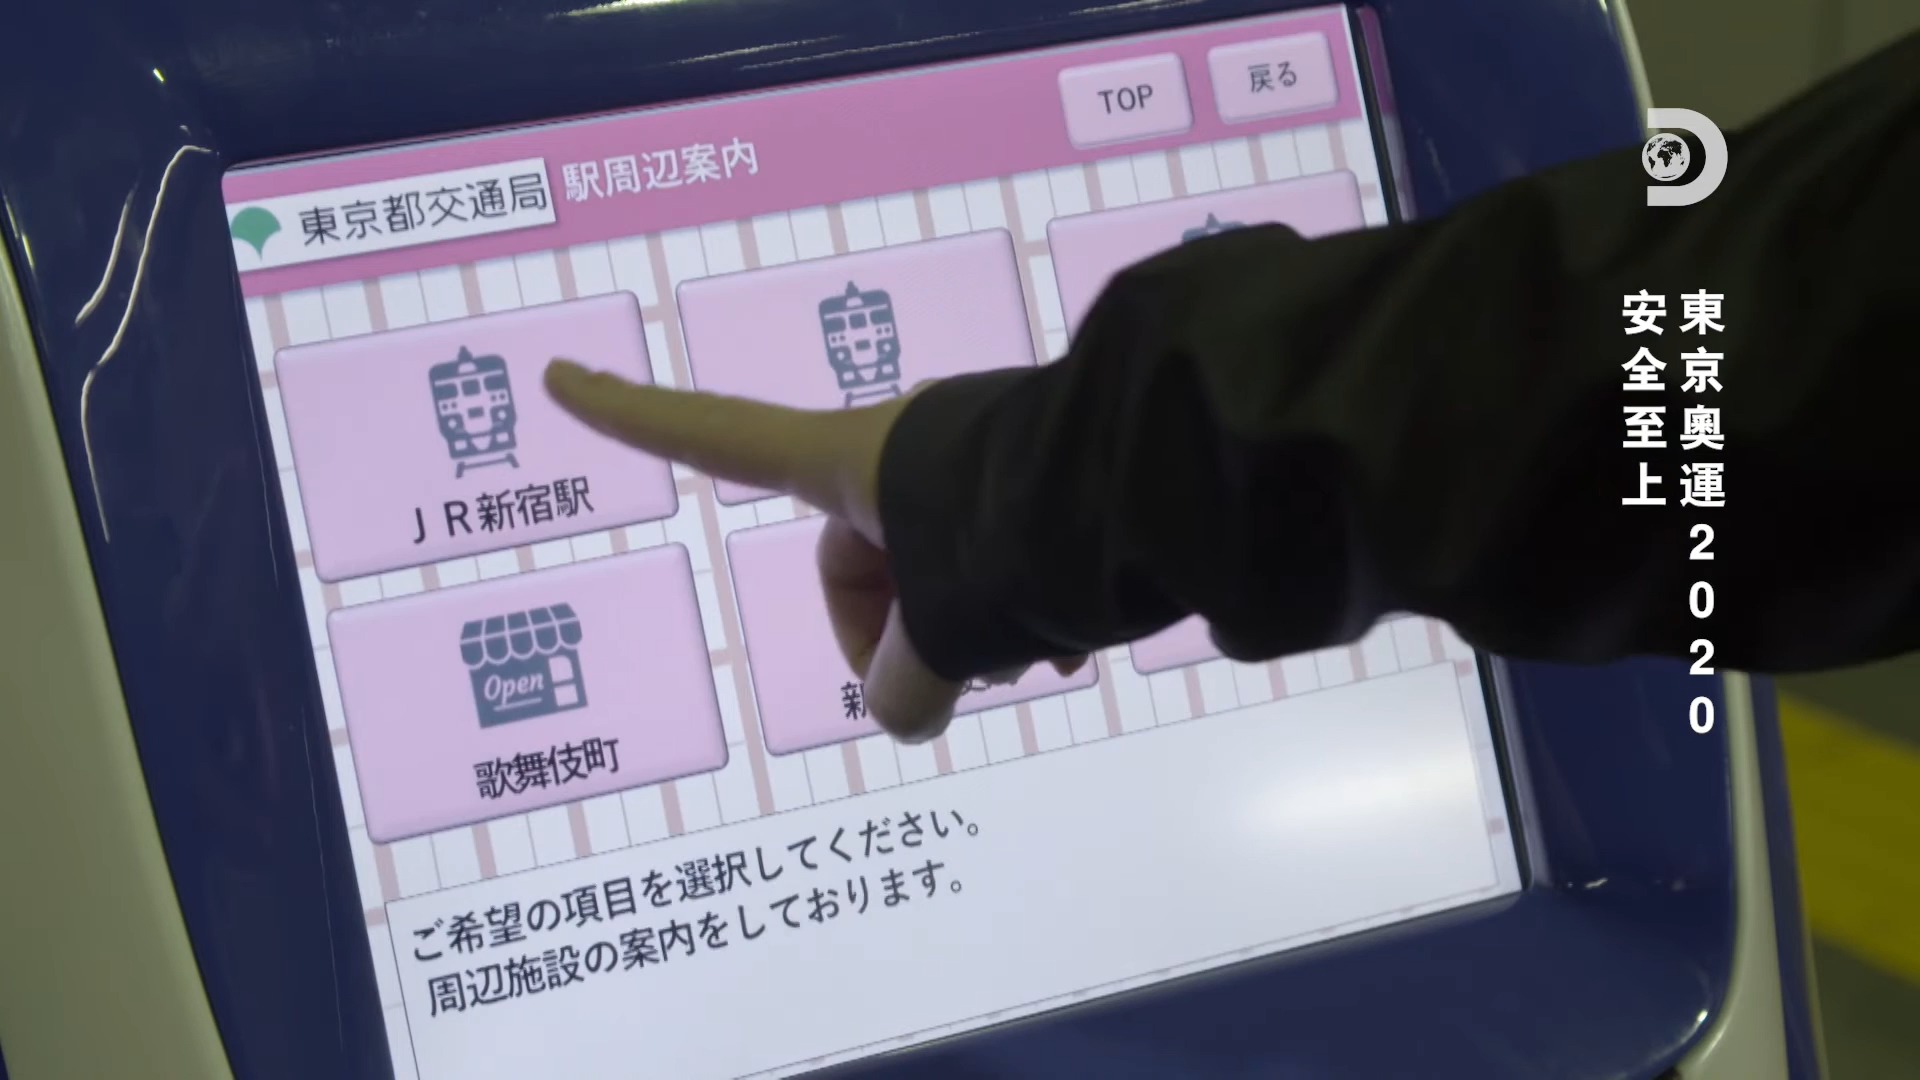 TOP
戻る
東京都交通局
駅周辺案内
JR新宿駅
Open
歌舞伎町
新
ご希望の項目を選択してください。
周辺施設の案内をしております。
東京奧運2020
安全至上